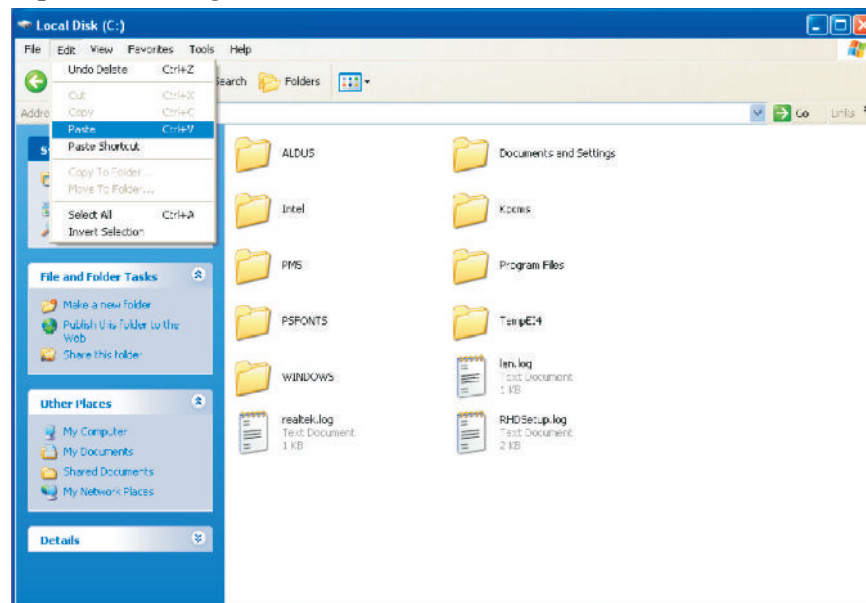 Local Disk (C:)
File Edit View Favorites Tools Help
Undo Delete Ctrl+Z
Search Folders
Cut Ctrl+X
Copy Ctrl+C
Addre
Go Links
Paste Ctrl+V
Paste Shortcut
Copy To Folder...
Move To Folder...
Select All Ctrl+A
Invert Selection
ALDUS Documents and Settings
Intel Kpcms
PM5 Program Files
PSFONTS TempEI4
WINDOWS lan.log
Text Document
1 KB
realtek.log RHDSetup.log
Text Document Text Document
1 KB 2 KB
File and Folder Tasks
Make a new folder
Publish this folder to the
Web
Share this folder
Other Places
My Computer
My Documents
Shared Documents
My Network Places
Details